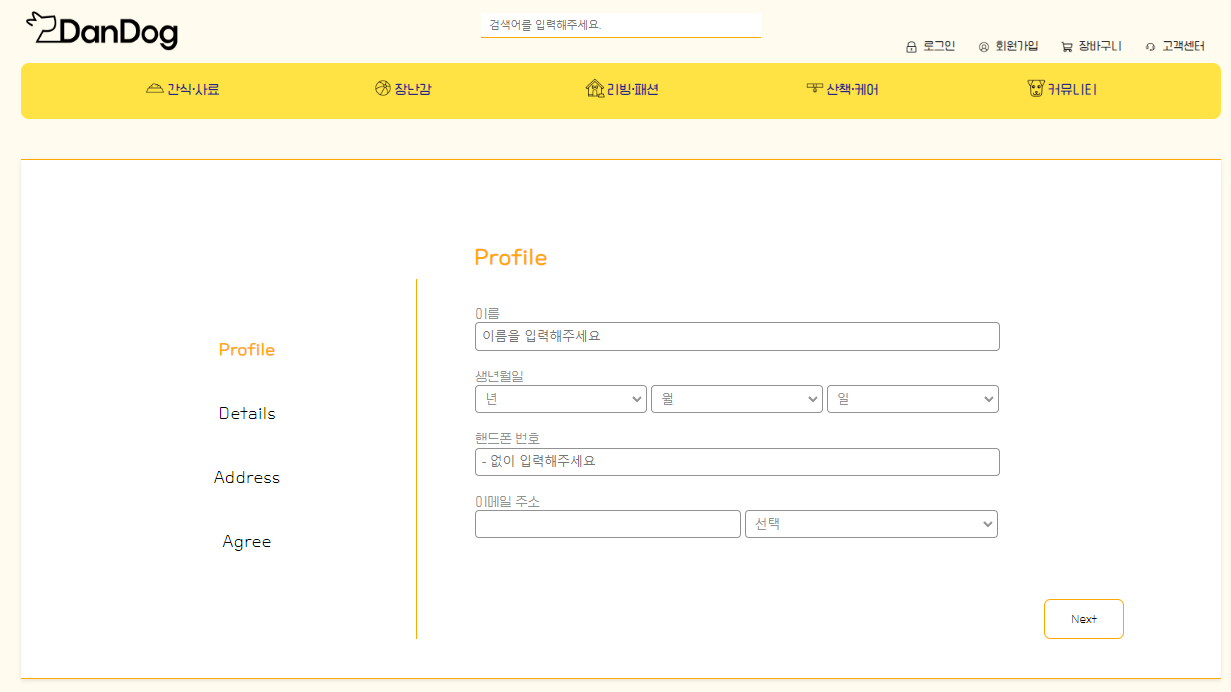 DanDog
검색어를 입력해주세요.
로그인 회원가입 장바구니 고객센터
간식·사료 장난감 리빙·패션 산책·케어 커뮤니티
Profile
Details
Address
Agree
Profile
이름
이름을 입력해주세요
생년월일
년 월 일
핸드폰 번호
- 없이 입력해주세요
이메일 주소
선택
Next